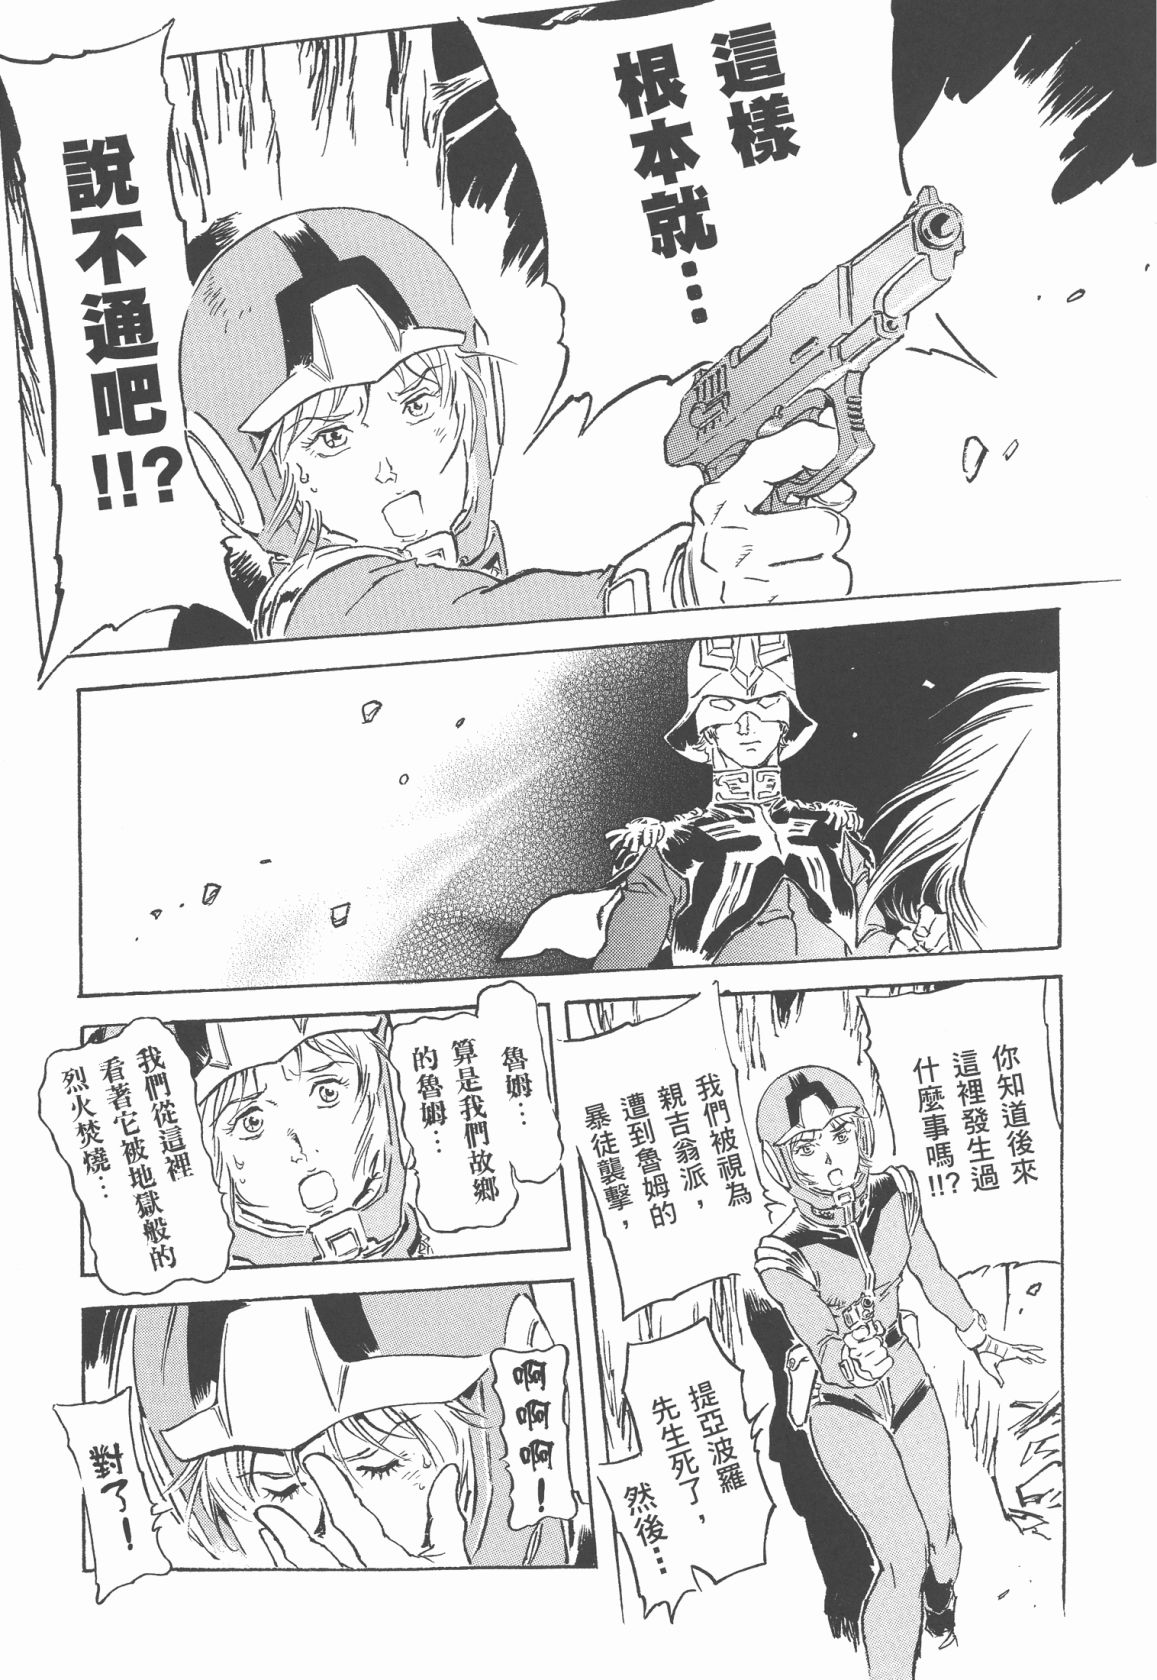 這樣
根本就…
說不通吧!!?
你知道後來
這裡發生過
什麼事嗎!!?
我們被視為
親吉翁派，
遭到魯姆的
暴徒襲擊，
提亞波羅
先生死了，
然後…
魯姆…
算是我們故鄉
的魯姆…
我們從這裡
看著它被地獄般的
烈火焚燒…
啊啊啊！
對了！